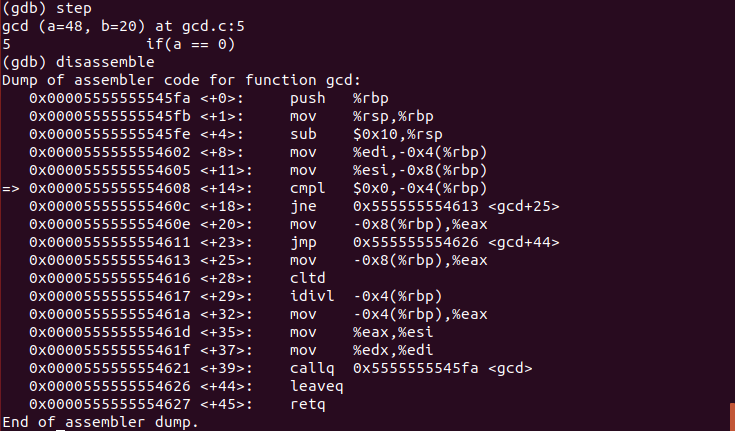 (gdb) step
gcd (a=48, b=20) at gcd.c:5
5               if(a == 0)
(gdb) disassemble
Dump of assembler code for function gcd:
   0x00005555555545fa <+0>:     push   %rbp
   0x00005555555545fb <+1>:     mov    %rsp,%rbp
   0x00005555555545fe <+4>:     sub    $0x10,%rsp
   0x0000555555554602 <+8>:     mov    %edi,-0x4(%rbp)
   0x0000555555554605 <+11>:    mov    %esi,-0x8(%rbp)
=> 0x0000555555554608 <+14>:    cmpl   $0x0,-0x4(%rbp)
   0x000055555555460c <+18>:    jne    0x555555554613 <gcd+25>
   0x000055555555460e <+20>:    mov    -0x8(%rbp),%eax
   0x0000555555554611 <+23>:    jmp    0x555555554626 <gcd+44>
   0x0000555555554613 <+25>:    mov    -0x8(%rbp),%eax
   0x0000555555554616 <+28>:    cltd
   0x0000555555554617 <+29>:    idivl  -0x4(%rbp)
   0x000055555555461a <+32>:    mov    -0x4(%rbp),%eax
   0x000055555555461d <+35>:    mov    %eax,%esi
   0x000055555555461f <+37>:    mov    %edx,%edi
   0x0000555555554621 <+39>:    callq  0x5555555545fa <gcd>
   0x0000555555554626 <+44>:    leaveq
   0x0000555555554627 <+45>:    retq
End of assembler dump.